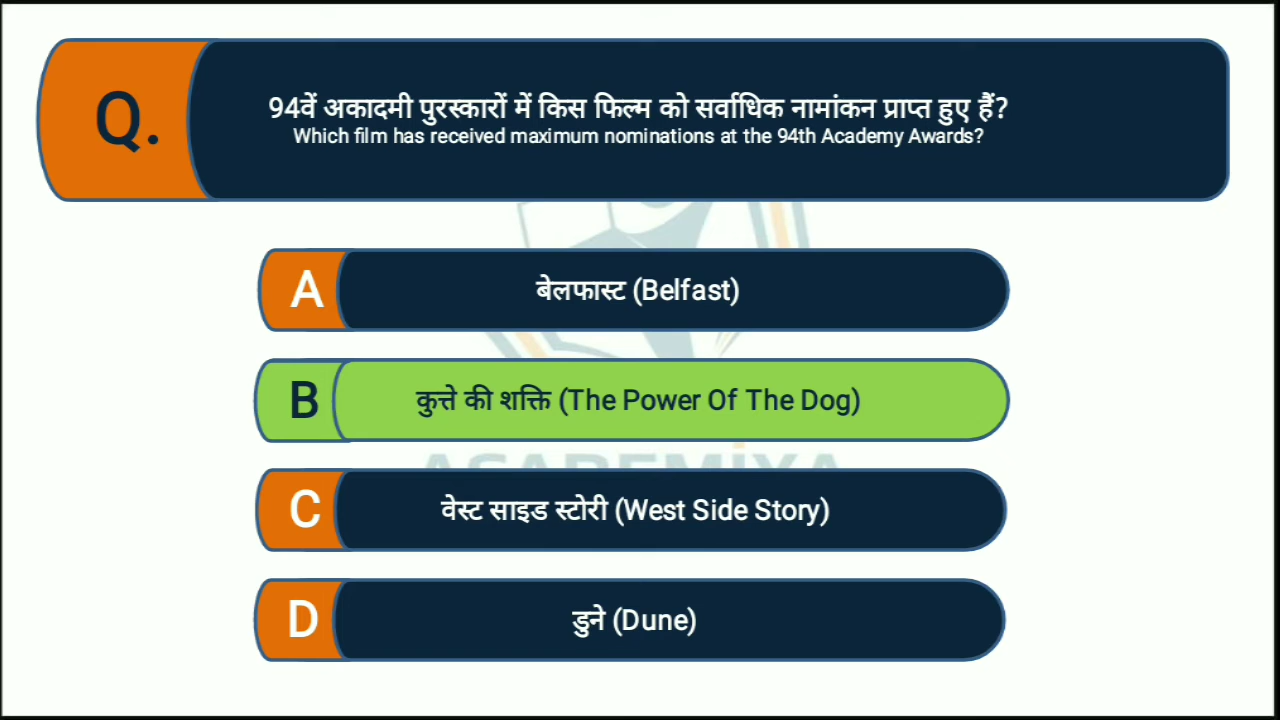 Q.
94वें अकादमी पुरस्कारों में किस फिल्म को सर्वाधिक नामांकन प्राप्त हुए हैं?
Which film has received maximum nominations at the 94th Academy Awards?
A
बेलफास्ट (Belfast)
B
कुत्ते की शक्ति (The Power Of The Dog)
C
वेस्ट साइड स्टोरी (West Side Story)
D
डुने (Dune)